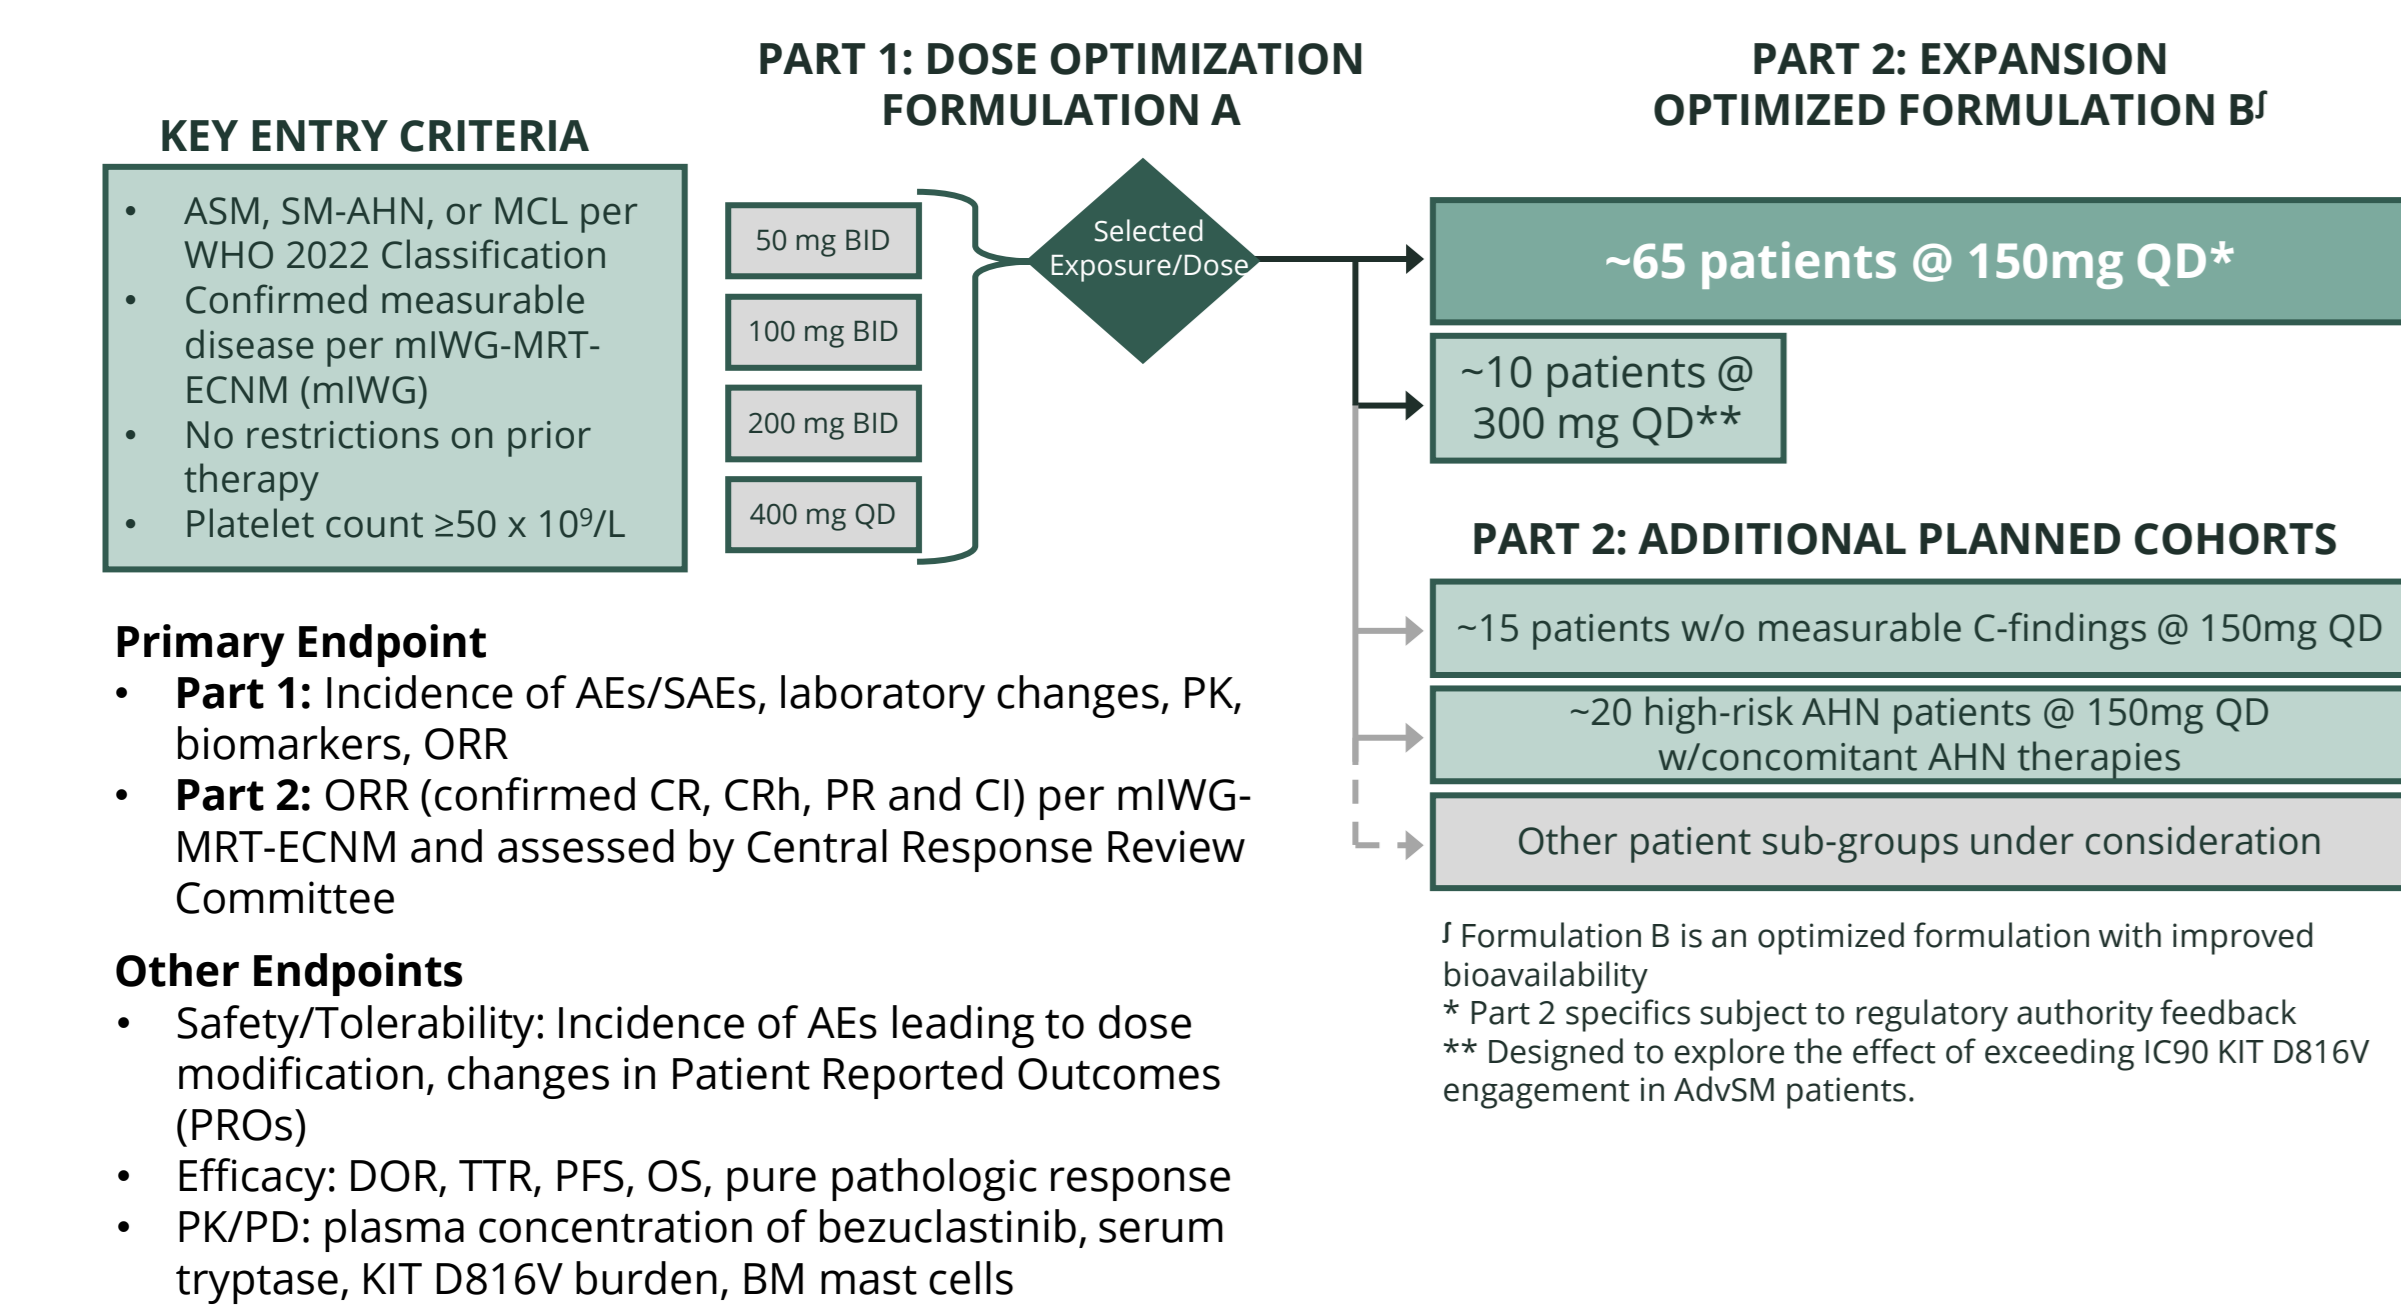 KEY ENTRY CRITERIA
• ASM, SM-AHN, or MCL per
WHO 2022 Classification
• Confirmed measurable
disease per mIWG-MRT-
ECNM (mIWG)
• No restrictions on prior
therapy
• Platelet count ≥50 x 10⁹/L
PART 1: DOSE OPTIMIZATION
FORMULATION A
50 mg BID
100 mg BID
200 mg BID
400 mg QD
Selected
Exposure/Dose
PART 2: EXPANSION
OPTIMIZED FORMULATION B∫
~65 patients @ 150mg QD*
~10 patients @
300 mg QD**
PART 2: ADDITIONAL PLANNED COHORTS
~15 patients w/o measurable C-findings @ 150mg QD
~20 high-risk AHN patients @ 150mg QD
w/concomitant AHN therapies
Other patient sub-groups under consideration
∫ Formulation B is an optimized formulation with improved
bioavailability
* Part 2 specifics subject to regulatory authority feedback
** Designed to explore the effect of exceeding IC90 KIT D816V
engagement in AdvSM patients.
Primary Endpoint
• Part 1: Incidence of AEs/SAEs, laboratory changes, PK,
biomarkers, ORR
• Part 2: ORR (confirmed CR, CRh, PR and CI) per mIWG-
MRT-ECNM and assessed by Central Response Review
Committee
Other Endpoints
• Safety/Tolerability: Incidence of AEs leading to dose
modification, changes in Patient Reported Outcomes
(PROs)
• Efficacy: DOR, TTR, PFS, OS, pure pathologic response
• PK/PD: plasma concentration of bezuclastinib, serum
tryptase, KIT D816V burden, BM mast cells